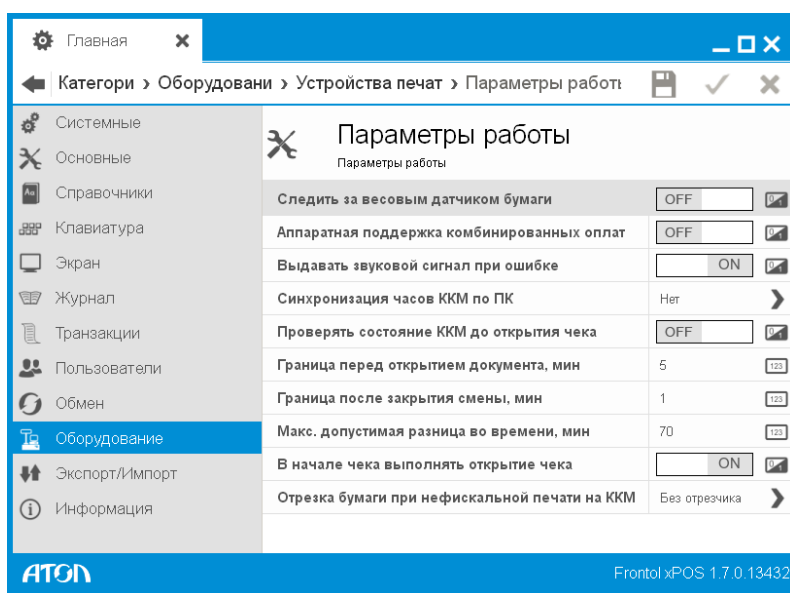 Главная
Категори › Оборудовани › Устройства печат › Параметры работы
Системные
Основные
Справочники
Клавиатура
Экран
Журнал
Транзакции
Пользователи
Обмен
Оборудование
Экспорт/Импорт
Информация
Параметры работы
Параметры работы
Следить за весовым датчиком бумаги OFF
Аппаратная поддержка комбинированных оплат OFF
Выдавать звуковой сигнал при ошибке ON
Синхронизация часов ККМ по ПК Нет
Проверять состояние ККМ до открытия чека OFF
Граница перед открытием документа, мин 5 123
Граница после закрытия смены, мин 1 123
Макс. допустимая разница во времени, мин 70 123
В начале чека выполнять открытие чека ON
Отрезка бумаги при нефискальной печати на ККМ Без отрезчика
АТОЛ Frontol xPOS 1.7.0.13432